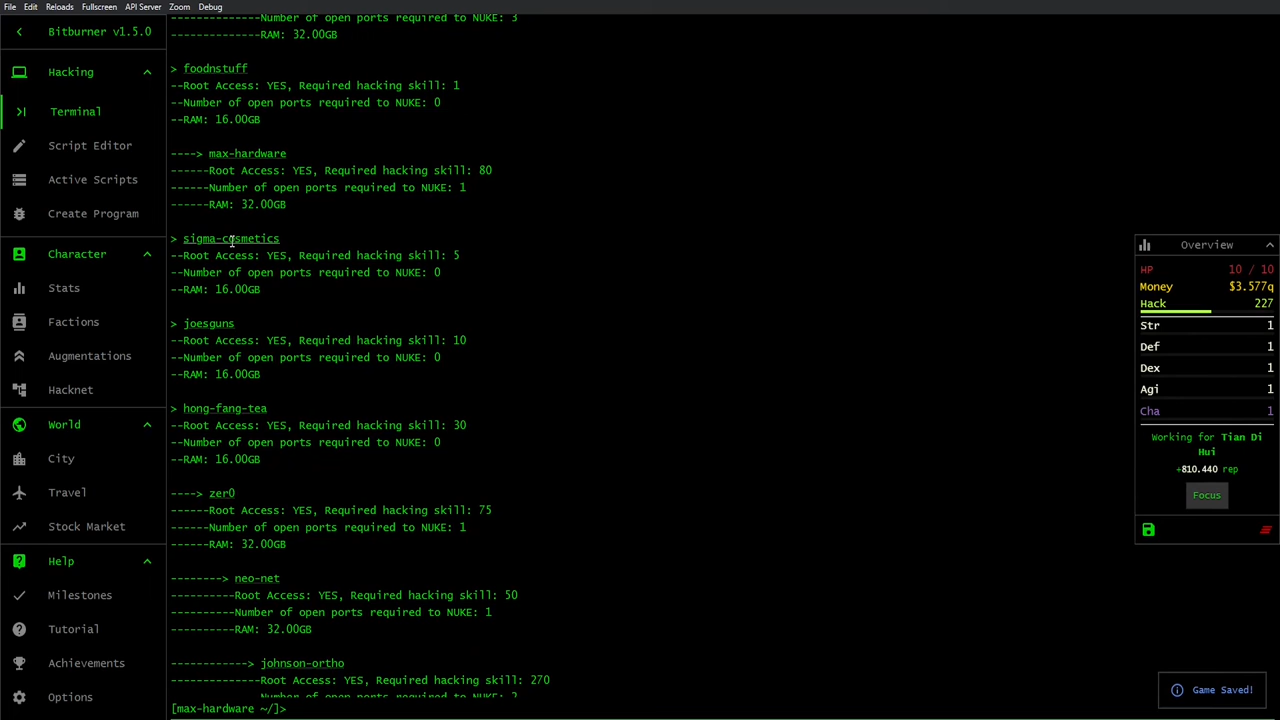 File Edit Reloads Fullscreen API Server Zoom Debug
Bitburner v1.5.0
Hacking
Terminal
Script Editor
Active Scripts
Create Program
Character
Stats
Factions
Augmentations
Hacknet
World
City
Travel
Stock Market
Help
Milestones
Tutorial
Achievements
Options
--------------Number of open ports required to NUKE: 3
--------------RAM: 32.00GB
> foodnstuff
--Root Access: YES, Required hacking skill: 1
--Number of open ports required to NUKE: 0
--RAM: 16.00GB
----> max-hardware
------Root Access: YES, Required hacking skill: 80
------Number of open ports required to NUKE: 1
------RAM: 32.00GB
> sigma-cosmetics
--Root Access: YES, Required hacking skill: 5
--Number of open ports required to NUKE: 0
--RAM: 16.00GB
> joesguns
--Root Access: YES, Required hacking skill: 10
--Number of open ports required to NUKE: 0
--RAM: 16.00GB
> hong-fang-tea
--Root Access: YES, Required hacking skill: 30
--Number of open ports required to NUKE: 0
--RAM: 16.00GB
----> zer0
------Root Access: YES, Required hacking skill: 75
------Number of open ports required to NUKE: 1
------RAM: 32.00GB
--------> neo-net
----------Root Access: YES, Required hacking skill: 50
----------Number of open ports required to NUKE: 1
----------RAM: 32.00GB
------------> johnson-ortho
--------------Root Access: YES, Required hacking skill: 270
--------------Number of open ports required to NUKE: 2
[max-hardware ~/]>
Overview
HP 10 / 10
Money $3.577q
Hack 227
Str 1
Def 1
Dex 1
Agi 1
Cha 1
Working for Tian Di
Hui
+810.440 rep
Focus
Game Saved!